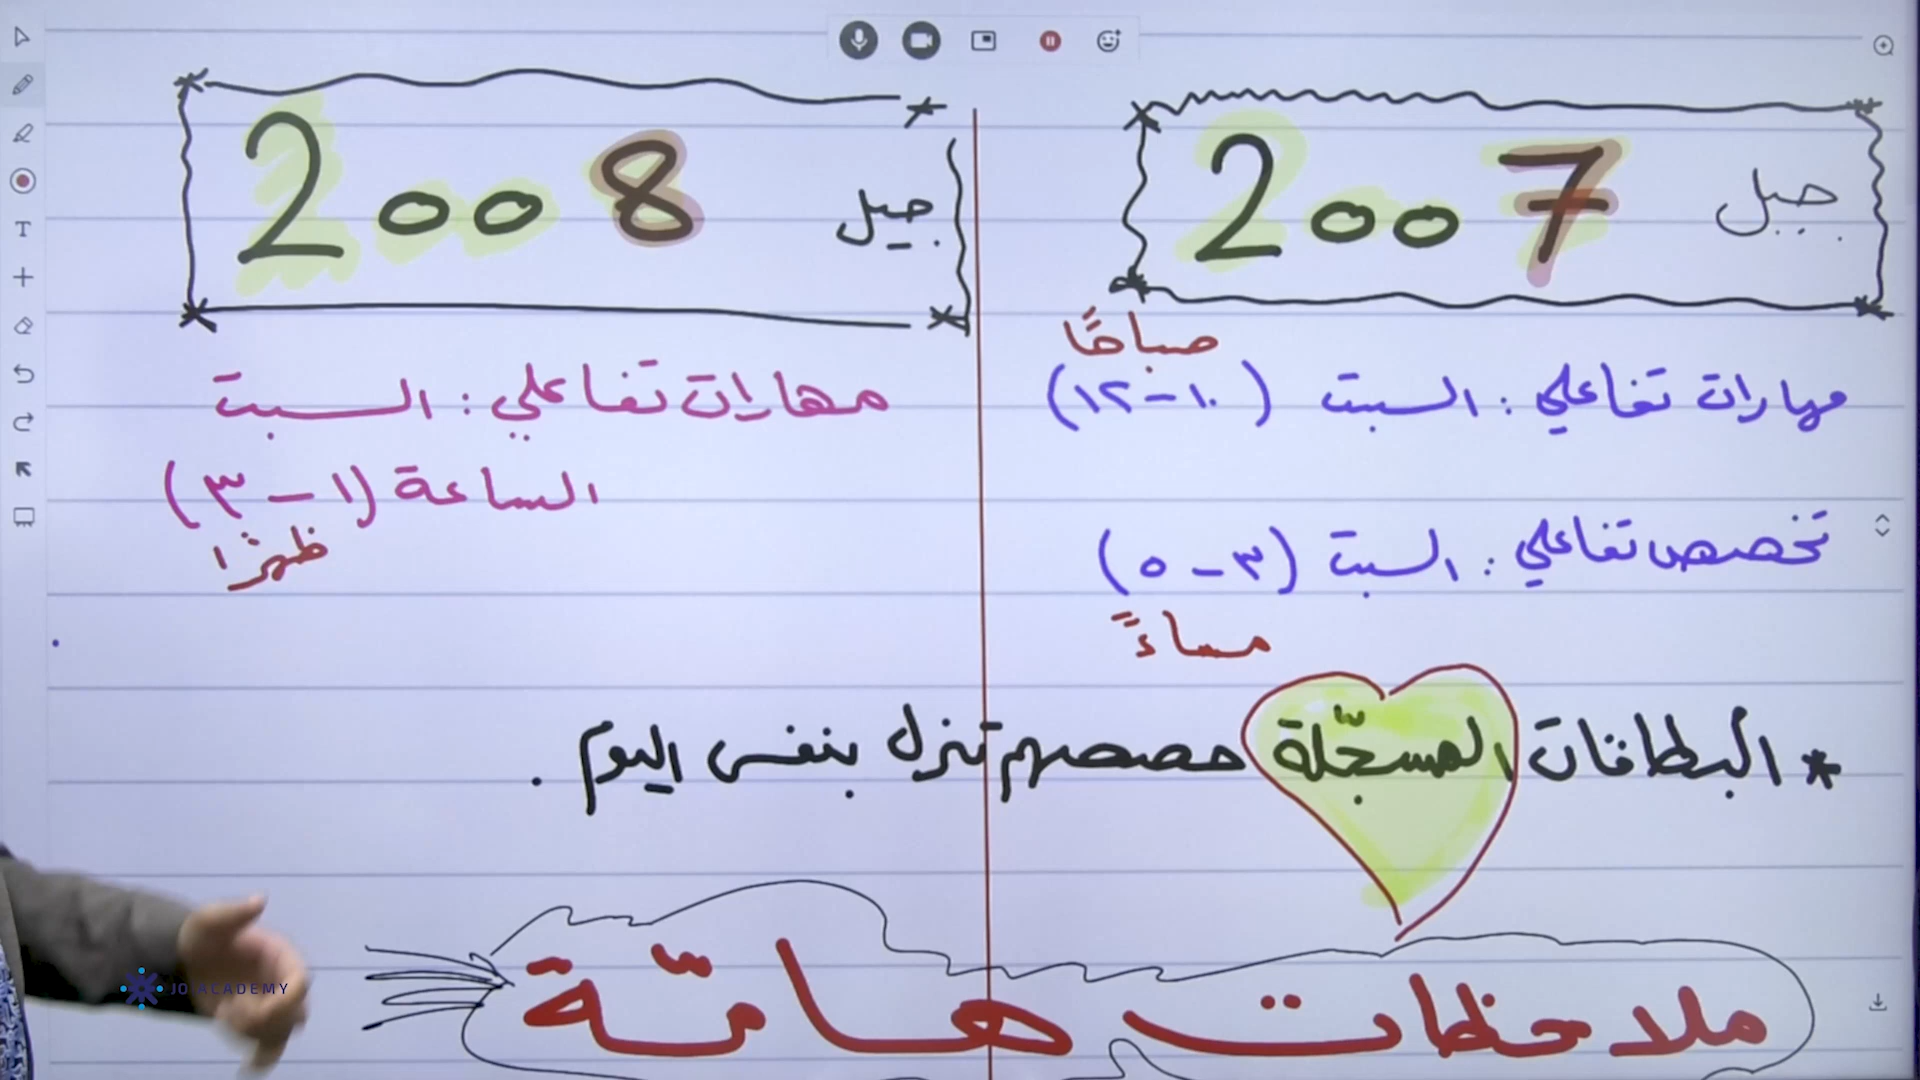 جيل 2007
مهارات تفاعلي : السبت (١٠-١٢)
صباحًا
تخصص تفاعلي : السبت (٣-٥)
مساءً
جيل 2008
مهارات تفاعلي : السبت
الساعة (١-٣)
ظهرًا
* البطاقات المسجّلة حصصهم تنزل بنفس اليوم .
ملاحظات هامّة
JO ACADEMY